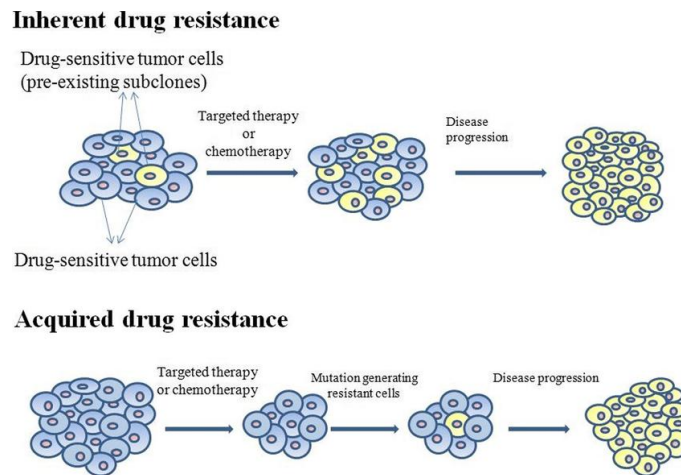 Inherent drug resistance
Drug-sensitive tumor cells
(pre-existing subclones)
Targeted therapy
or
chemotherapy
Disease
progression
Drug-sensitive tumor cells
Acquired drug resistance
Targeted therapy
or chemotherapy
Mutation generating
resistant cells
Disease progression